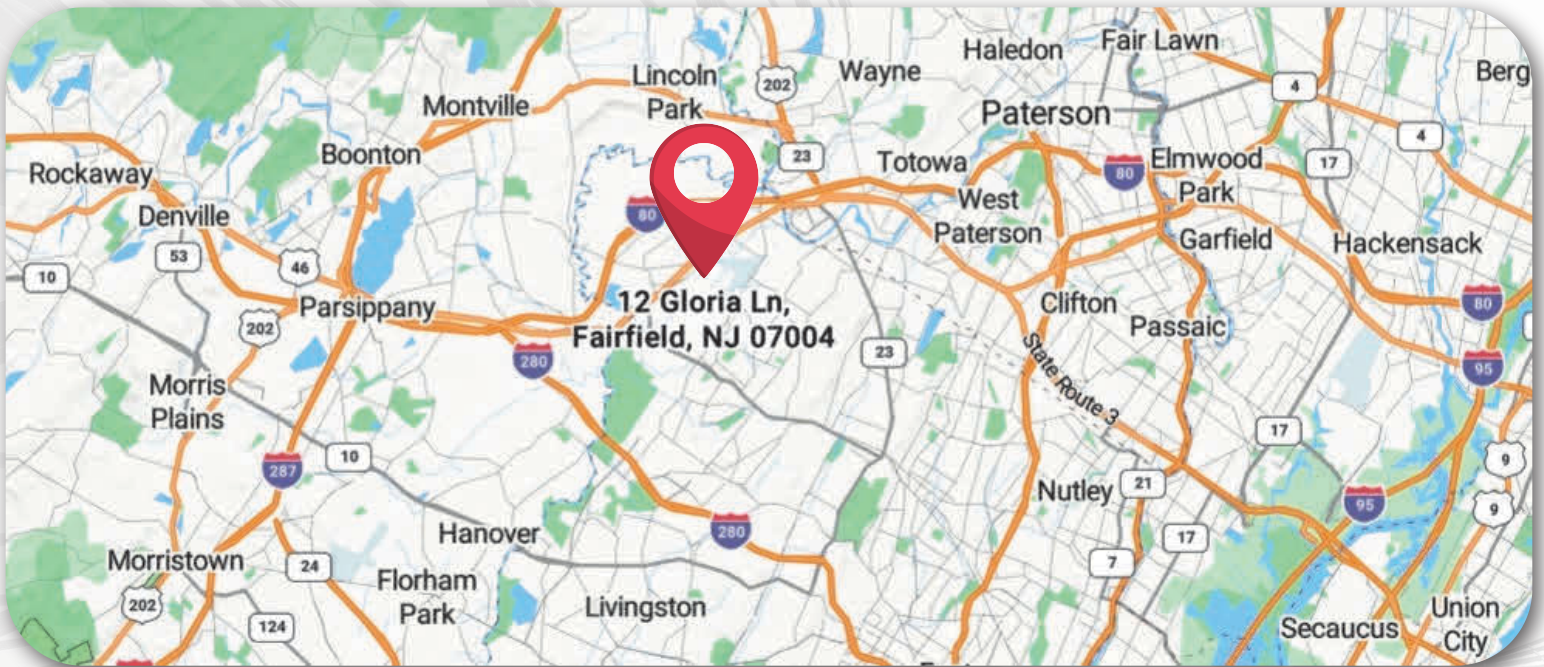 Haledon
Fair Lawn
Berg
Lincoln
Park
Wayne
202
4
Montville
Paterson
4
Boonton
23
Totowa
80
Elmwood
Park
17
Rockaway
Denville
80
West
Paterson
Garfield
Hackensack
53
46
10
Parsippany
12 Gloria Ln,
Fairfield, NJ 07004
Clifton
80
202
Passaic
280
23
State Route 3
95
Morris
Plains
17
10
287
9
Nutley
21
95
9
Hanover
280
17
Morristown
24
7
Florham
Park
202
Livingston
124
Secaucus
Union
City